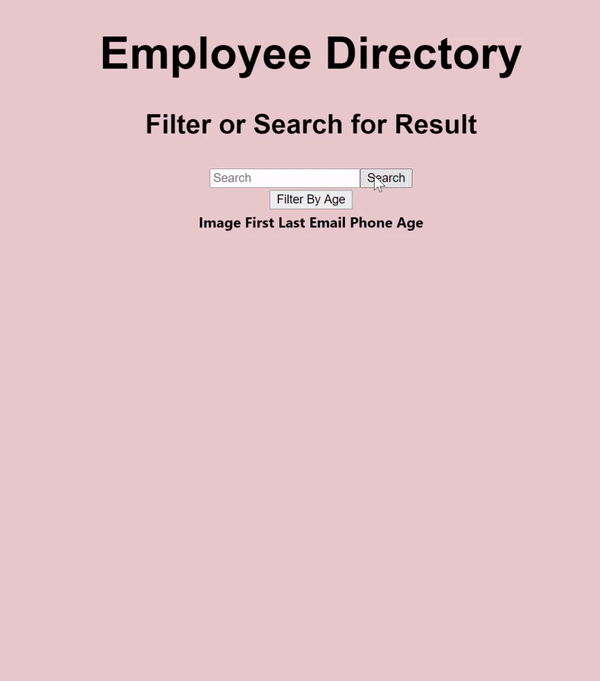 Employee Directory
Filter or Search for Result
Search Search
Filter By Age
Image First Last Email Phone Age